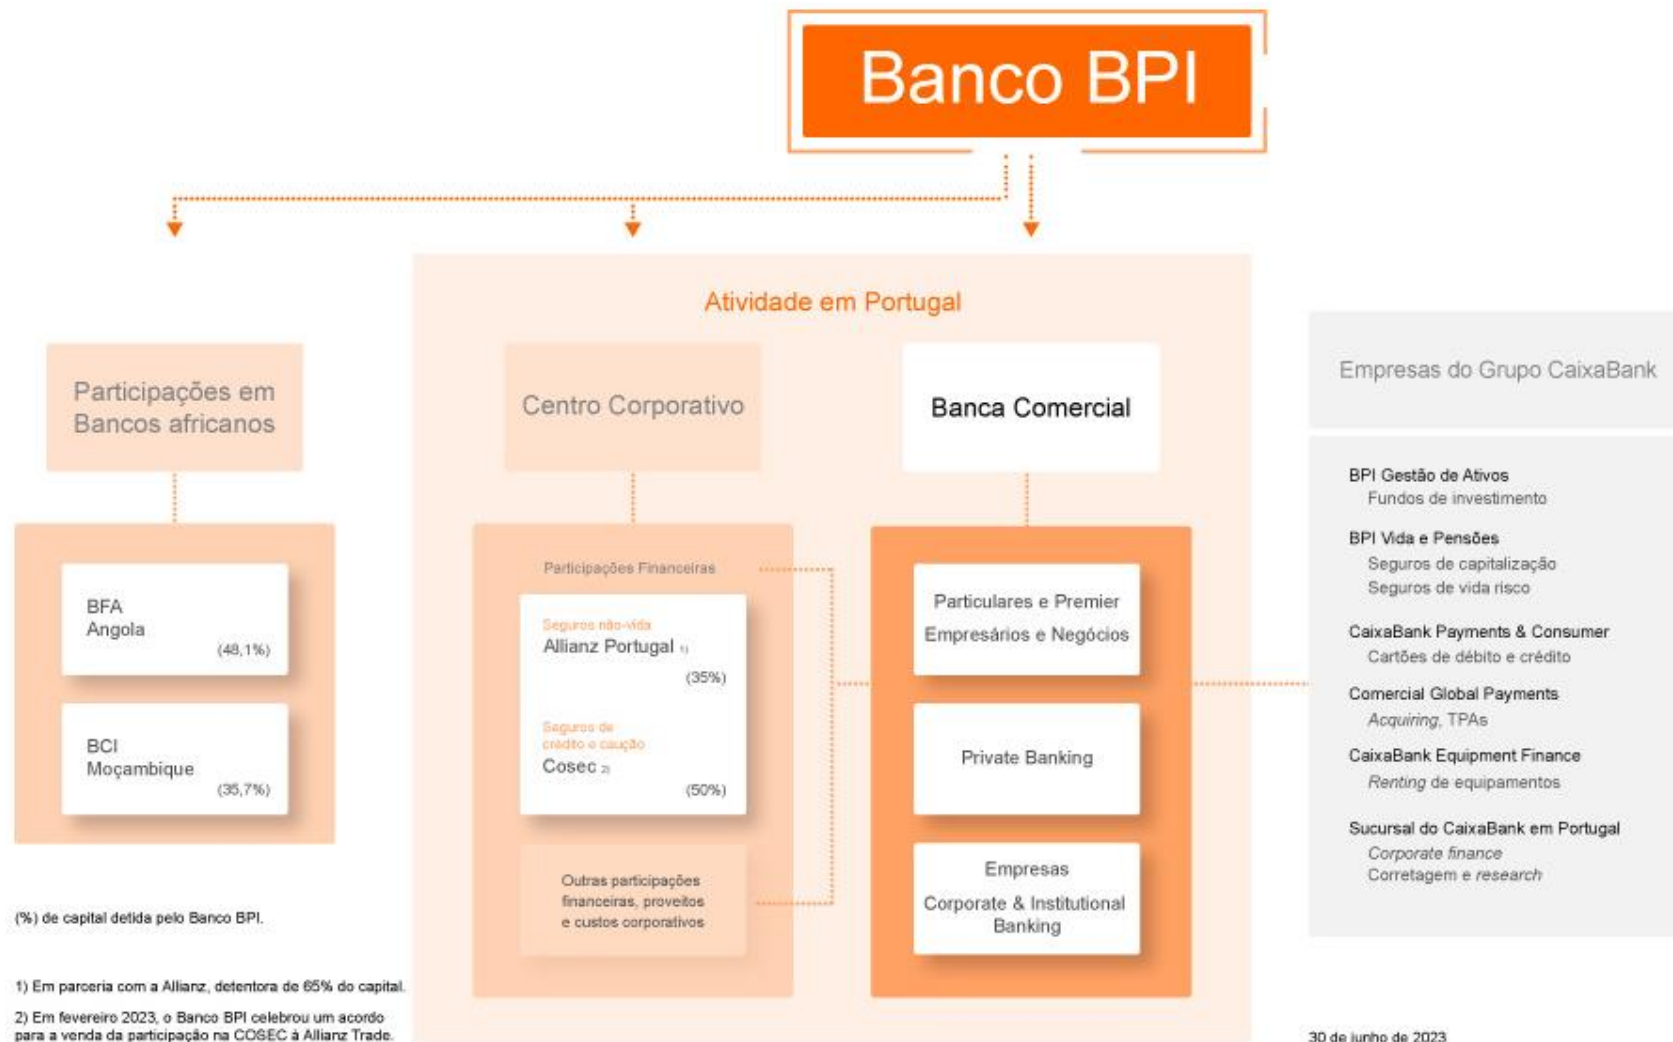 Banco BPI
Atividade em Portugal
Participações em
Bancos africanos
BFA
Angola
(48,1%)
BCI
Moçambique
(35,7%)
Centro Corporativo
Participações Financeiras
Seguros não-vida
Allianz Portugal 1)
(35%)
Seguros de
crédito e caução
Cosec 2)
(50%)
Outras participações
financeiras, proveitos
e custos corporativos
Banca Comercial
Particulares e Premier
Empresários e Negócios
Private Banking
Empresas
Corporate & Institutional
Banking
Empresas do Grupo CaixaBank
BPI Gestão de Ativos
Fundos de investimento
BPI Vida e Pensões
Seguros de capitalização
Seguros de vida risco
CaixaBank Payments & Consumer
Cartões de débito e crédito
Comercial Global Payments
Acquiring, TPAs
CaixaBank Equipment Finance
Renting de equipamentos
Sucursal do CaixaBank em Portugal
Corporate finance
Corretagem e research
(%) de capital detida pelo Banco BPI.
1) Em parceria com a Allianz, detentora de 65% do capital.
2) Em fevereiro 2023, o Banco BPI celebrou um acordo
para a venda da participação na COSEC à Allianz Trade.
30 de junho de 2023